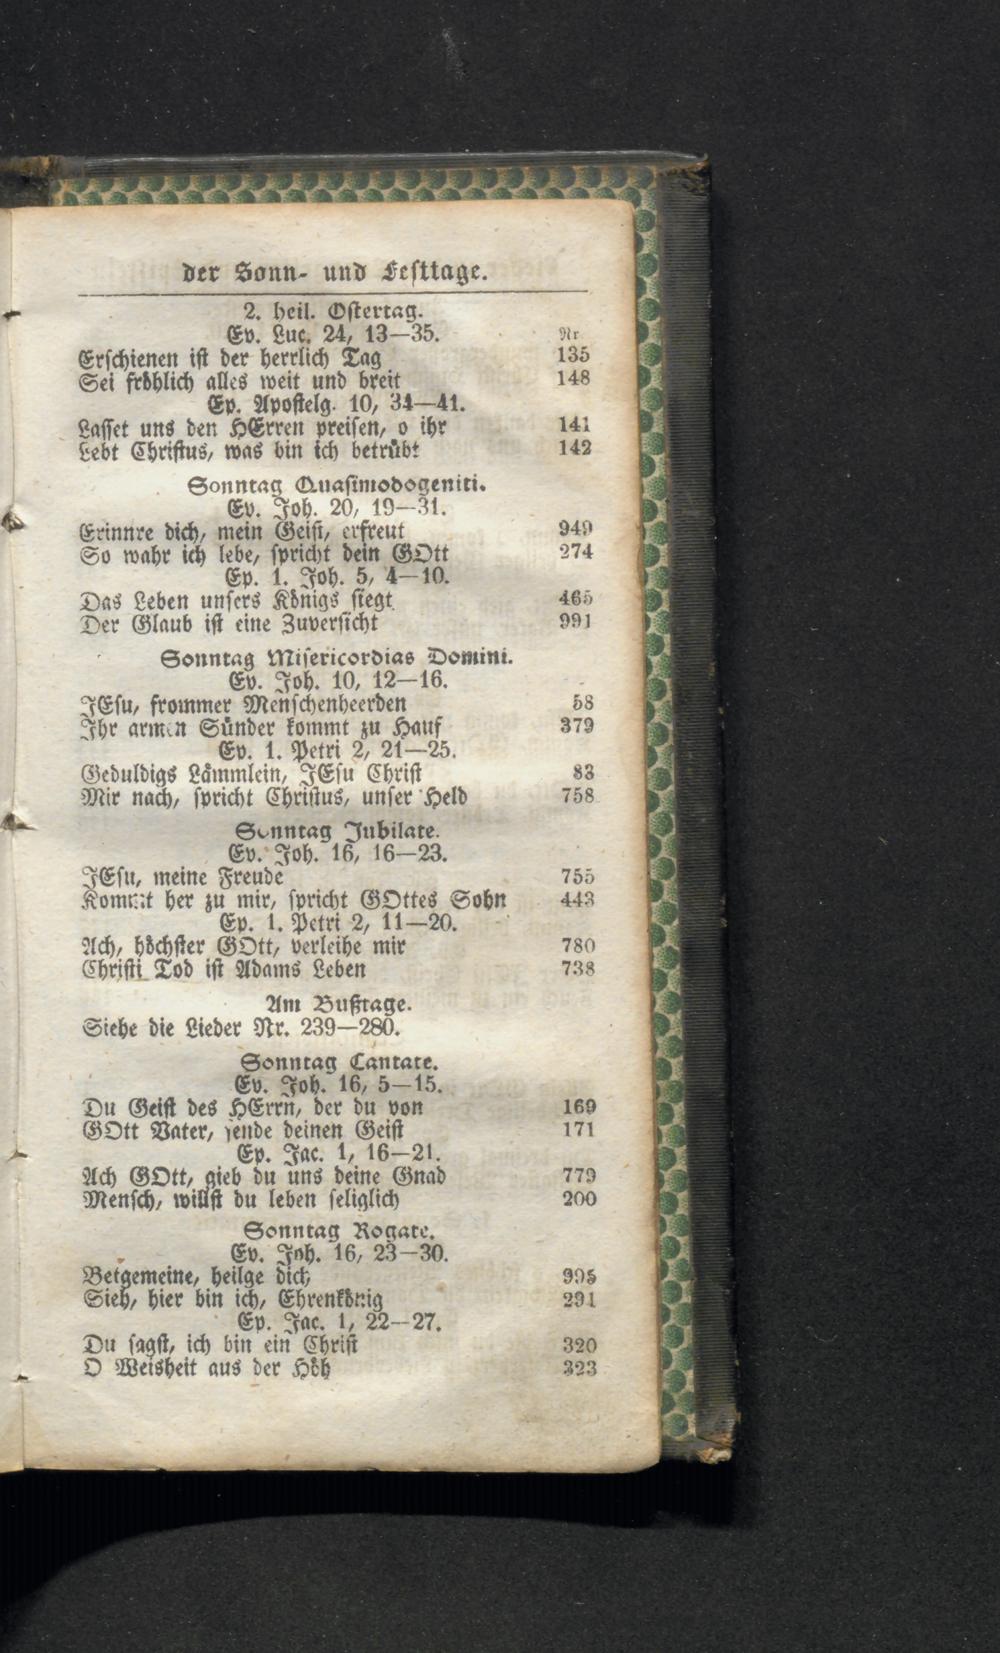 der Sonn- und Festtage.
2. heil. Ostertag.
Ev. Luc. 24, 13—35. Nr.
Erschienen ist der herrlich Tag 135
Sei fröhlich alles weit und breit 148
Ep. Apostelg. 10, 34—41.
Lasset uns den HErren preisen, o ihr 141
Lebt Christus, was bin ich betrübt 142
Sonntag Quasimodogeniti.
Ev. Joh. 20, 19—31.
Erinnre dich, mein Geist, erfreut 949
So wahr ich lebe, spricht dein GOtt 274
Ep. 1. Joh. 5, 4—10.
Das Leben unsers Königs siegt 465
Der Glaub ist eine Zuversicht 991
Sonntag Misericordias Domini.
Ev. Joh. 10, 12—16.
JEsu, frommer Menschenheerden 58
Ihr armen Sünder kommt zu Hauf 379
Ep. 1. Petri 2, 21—25.
Geduldigs Lämmlein, JEsu Christ 83
Mir nach, spricht Christus, unser Held 758
Sonntag Jubilate.
Ev. Joh. 16, 16—23.
JEsu, meine Freude 755
Kommt her zu mir, spricht GOttes Sohn 443
Ep. 1. Petri 2, 11—20.
Ach, höchster GOtt, verleihe mir 780
Christi Tod ist Adams Leben 738
Am Bußtage.
Siehe die Lieder Nr. 239—280.
Sonntag Cantate.
Ev. Joh. 16, 5—15.
Du Geist des HErrn, der du von 169
GOtt Vater, sende deinen Geist 171
Ep. Jac. 1, 16—21.
Ach GOtt, gieb du uns deine Gnad 779
Mensch, willst du leben seliglich 200
Sonntag Rogate.
Ev. Joh. 16, 23—30.
Betgemeine, heilge dich 995
Sieh, hier bin ich, Ehrenkönig 291
Ep. Jac. 1, 22—27.
Du sagst, ich bin ein Christ 320
O Weisheit aus der Höh 323